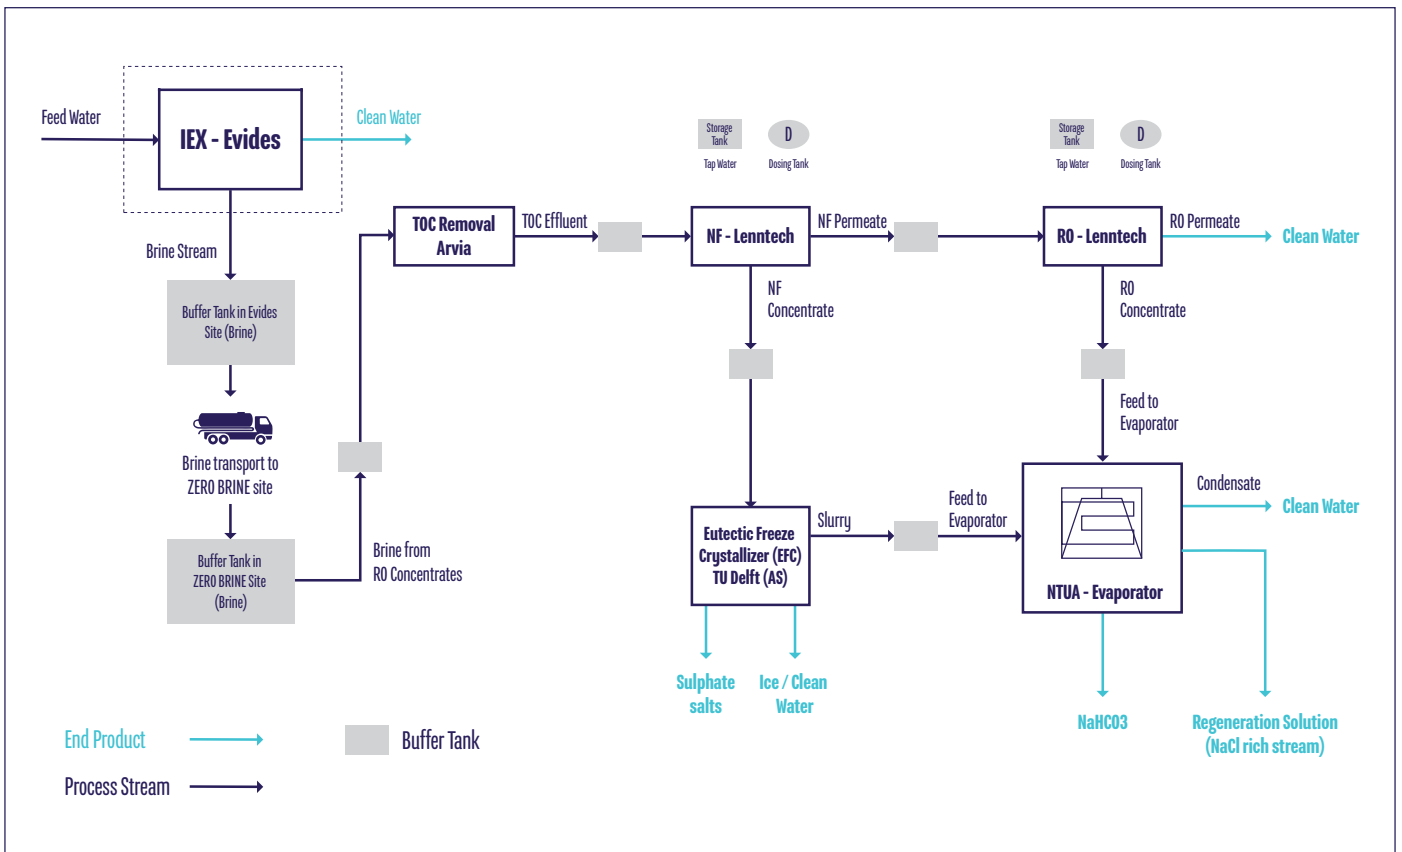 Feed Water
IEX - Evides
Clean Water
Brine Stream
Buffer Tank in Evides
Site (Brine)
Brine transport to
ZERO BRINE site
Buffer Tank in
ZERO BRINE Site
(Brine)
Brine from
RO Concentrates
TOC Removal
Arvia
TOC Effluent
Storage
Tank
Tap Water
D
Dosing Tank
NF - Lenntech
NF Permeate
NF
Concentrate
Storage
Tank
Tap Water
D
Dosing Tank
RO - Lenntech
RO Permeate
Clean Water
RO
Concentrate
Feed to
Evaporator
Eutectic Freeze
Crystallizer (EFC)
TU Delft (AS)
Slurry
Feed to
Evaporator
NTUA - Evaporator
Condensate
Clean Water
Sulphate
salts
Ice / Clean
Water
NaHCO3
Regeneration Solution
(NaCl rich stream)
End Product
Process Stream
Buffer Tank